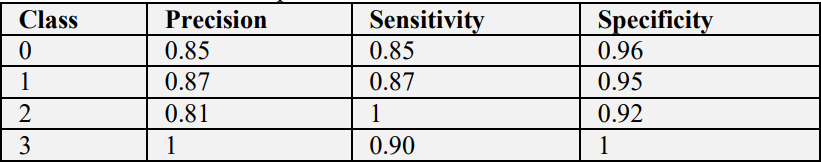 Class Precision Sensitivity Specificity
0 0.85 0.85 0.96
1 0.87 0.87 0.95
2 0.81 1 0.92
3 1 0.90 1